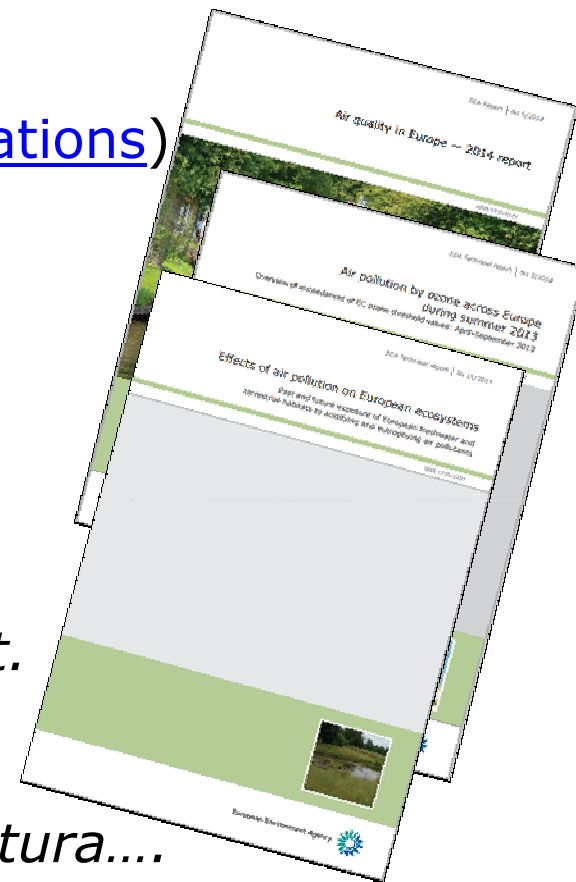 ations)
EEA Report | No 5/2014
Air quality in Europe — 2014 report
EEA Technical report | No 3/2014
Air pollution by ozone across Europe
during summer 2013
Overview of exceedances of EC ozone threshold values: April–September 2013
EEA Technical report | No 11/2014
Effects of air pollution on European ecosystems
Past and future exposure of European freshwater and
terrestrial habitats to acidifying and eutrophying air pollutants
t.
European Environment Agency
tura....